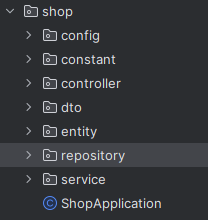 shop
config
constant
controller
dto
entity
repository
service
ShopApplication